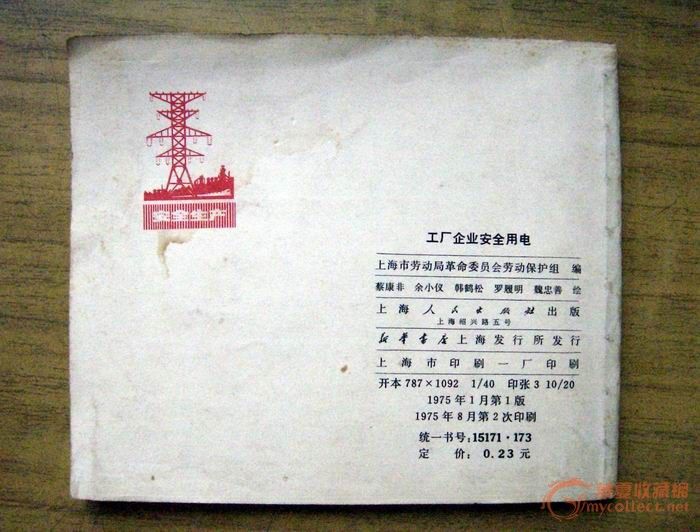 安全生产
工厂企业安全用电
上海市劳动局革命委员会劳动保护组 编
蔡康非 余小仪 韩鹤松 罗履明 魏忠善 绘
上海人民出版社出版
上海绍兴路五号
新华书店上海发行所发行
上海市印刷一厂印刷
开本 787×1092 1/40 印张 3 10/20
1975年1月第1版
1975年8月第2次印刷
统一书号:15171·173
定 价: 0.23 元
华夏收藏网
mycollect.net